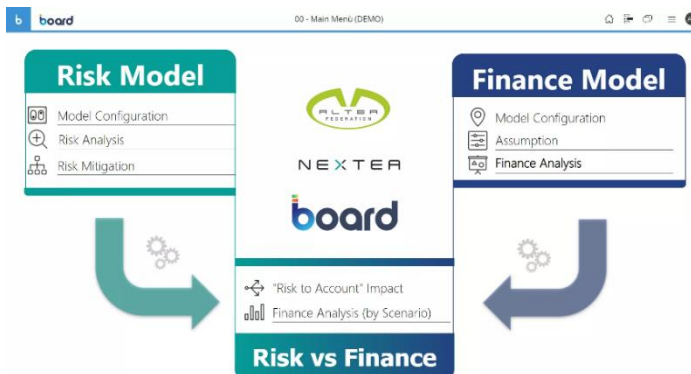 b board
00 - Main Menù (DEMO)
Risk Model
Model Configuration
Risk Analysis
Risk Mitigation
ALTEA
FEDERATION
NEXTEA
board
Finance Model
Model Configuration
Assumption
Finance Analysis
"Risk to Account" Impact
Finance Analysis (by Scenario)
Risk vs Finance